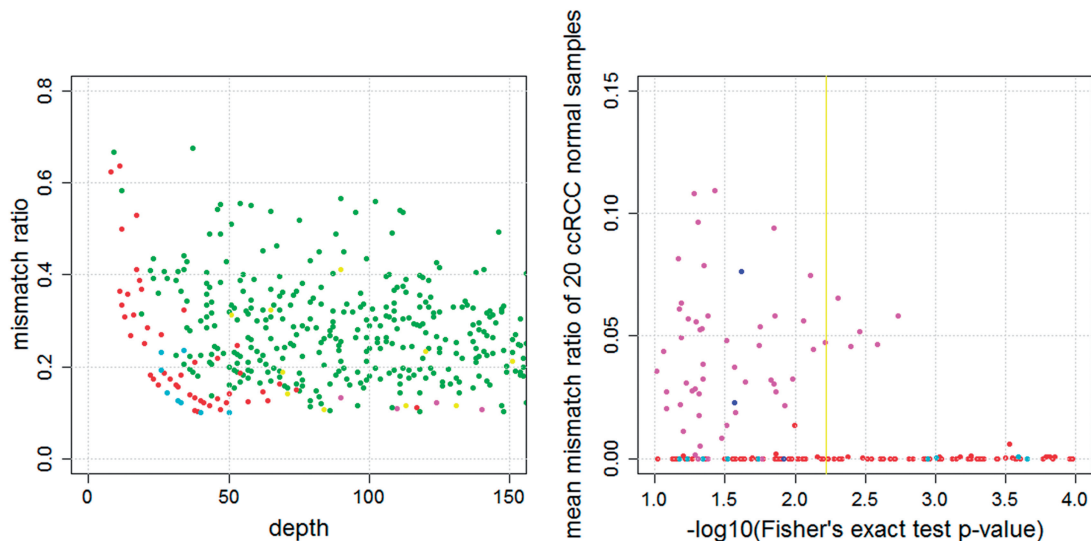 mismatch ratio
0.8
0.6
0.4
0.2
0.0
0 50 100 150
depth
mean mismatch ratio of 20 ccRCC normal samples
0.15
0.10
0.05
0.00
1.0 1.5 2.0 2.5 3.0 3.5 4.0
-log10(Fisher's exact test p-value)